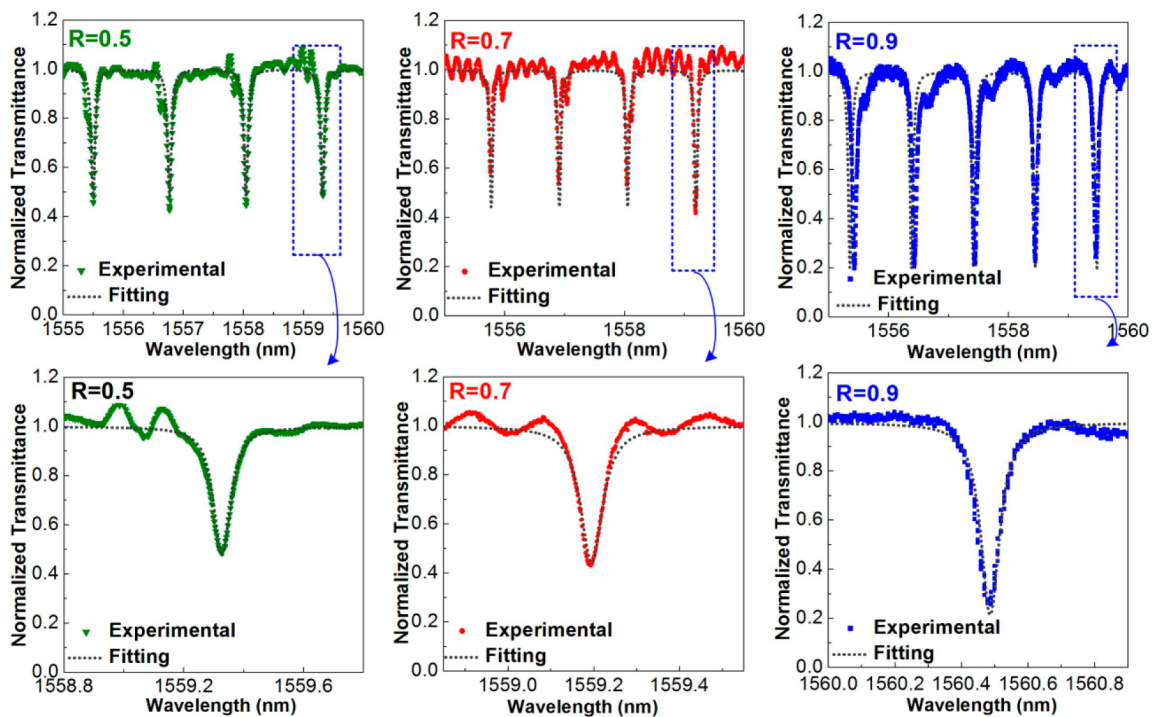 R=0.5
Normalized Transmittance
1.2
1.0
0.8
0.6
0.4
0.2
0.0
Experimental
Fitting
1555 1556 1557 1558 1559 1560
Wavelength (nm)
R=0.7
Normalized Transmittance
1.2
1.0
0.8
0.6
0.4
0.2
0.0
Experimental
Fitting
1556 1558 1560
Wavelength (nm)
R=0.9
Normalized Transmittance
1.2
1.0
0.8
0.6
0.4
0.2
0.0
Experimental
Fitting
1556 1558 1560
Wavelength (nm)
R=0.5
Normalized Transmittance
1.2
1.0
0.8
0.6
0.4
0.2
0.0
Experimental
Fitting
1558.8 1559.2 1559.6
Wavelength (nm)
R=0.7
Normalized Transmittance
1.2
1.0
0.8
0.6
0.4
0.2
0.0
Experimental
Fitting
1559.0 1559.2 1559.4
Wavelength (nm)
R=0.9
Normalized Transmittance
1.2
1.0
0.8
0.6
0.4
0.2
0.0
Experimental
Fitting
1560.0 1560.2 1560.4 1560.6 1560.8
Wavelength (nm)